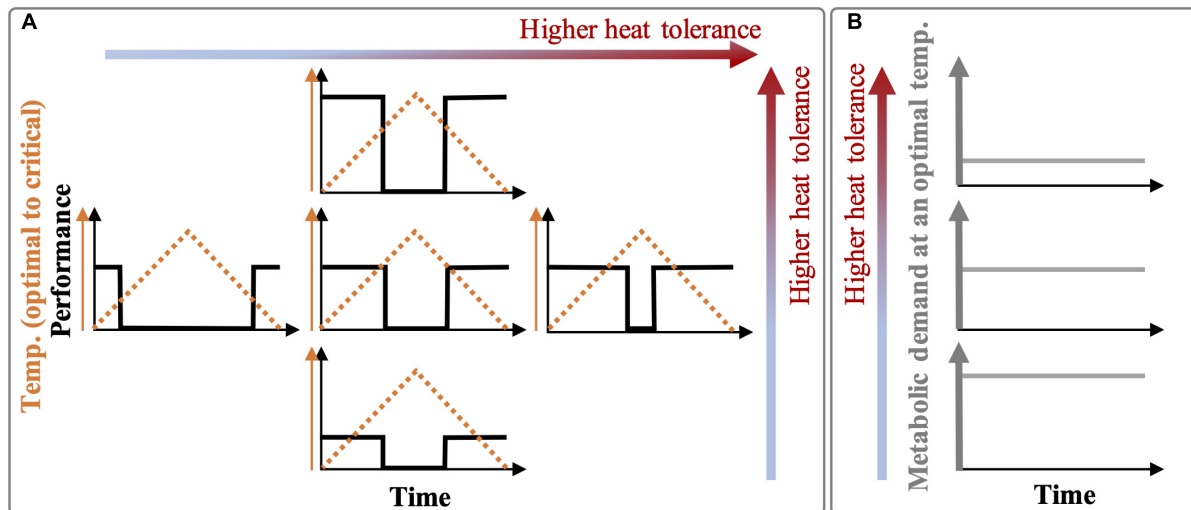 A
Higher heat tolerance
Temp. (optimal to critical)
Performance
Higher heat tolerance
Time
B
Higher heat tolerance
Metabolic demand at an optimal temp.
Time